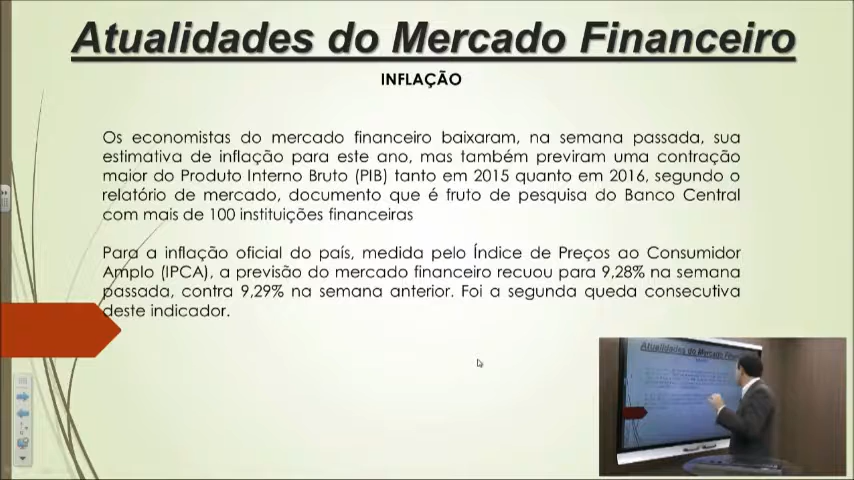 Atualidades do Mercado Financeiro
INFLAÇÃO
Os economistas do mercado financeiro baixaram, na semana passada, sua
estimativa de inflação para este ano, mas também previram uma contração
maior do Produto Interno Bruto (PIB) tanto em 2015 quanto em 2016, segundo o
relatório de mercado, documento que é fruto de pesquisa do Banco Central
com mais de 100 instituições financeiras
Para a inflação oficial do país, medida pelo Índice de Preços ao Consumidor
Amplo (IPCA), a previsão do mercado financeiro recuou para 9,28% na semana
passada, contra 9,29% na semana anterior. Foi a segunda queda consecutiva
deste indicador.
Atualidades do Mercado